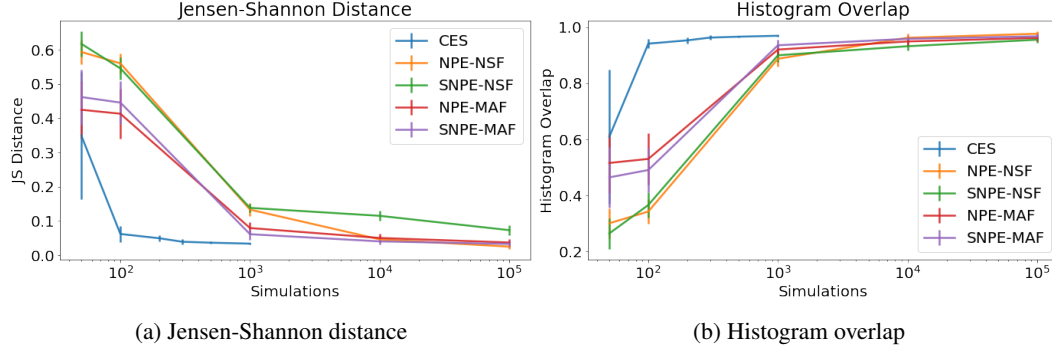 Jensen-Shannon Distance
JS Distance
0.6
0.5
0.4
0.3
0.2
0.1
0.0
CES
NPE-NSF
SNPE-NSF
NPE-MAF
SNPE-MAF
10² 10³ 10⁴ 10⁵
Simulations
(a) Jensen-Shannon distance
Histogram Overlap
Histogram Overlap
1.0
0.8
0.6
0.4
0.2
CES
NPE-NSF
SNPE-NSF
NPE-MAF
SNPE-MAF
10² 10³ 10⁴ 10⁵
Simulations
(b) Histogram overlap